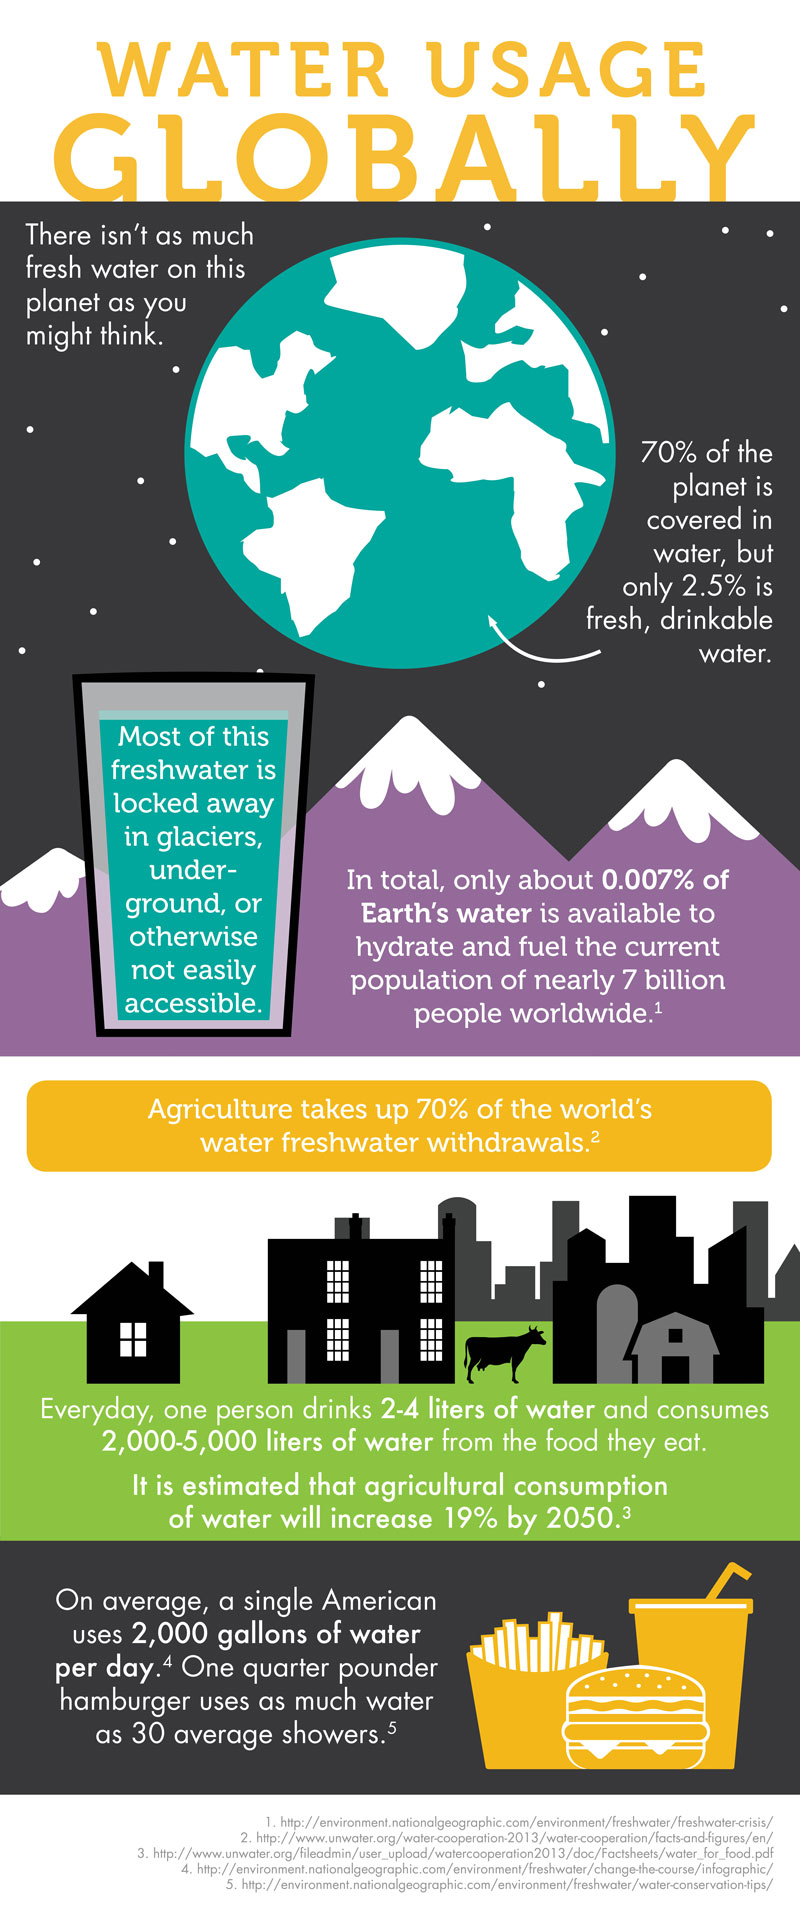 WATER USAGE
GLOBALLY
There isn't as much
fresh water on this
planet as you
might think.
70% of the
planet is
covered in
water, but
only 2.5% is
fresh, drinkable
water.
Most of this
freshwater is
locked away
in glaciers,
under-
ground, or
otherwise
not easily
accessible.
In total, only about 0.007% of
Earth's water is available to
hydrate and fuel the current
population of nearly 7 billion
people worldwide.¹
Agriculture takes up 70% of the world's
water freshwater withdrawals.²
Everyday, one person drinks 2-4 liters of water and consumes
2,000-5,000 liters of water from the food they eat.
It is estimated that agricultural consumption
of water will increase 19% by 2050.³
On average, a single American
uses 2,000 gallons of water
per day.⁴ One quarter pounder
hamburger uses as much water
as 30 average showers.⁵
1. http://environment.nationalgeographic.com/environment/freshwater/freshwater-crisis/
2. http://www.unwater.org/water-cooperation-2013/water-cooperation/facts-and-figures/en/
3. http://www.unwater.org/fileadmin/user_upload/watercooperation2013/doc/Factsheets/water_for_food.pdf
4. http://environment.nationalgeographic.com/environment/freshwater/change-the-course/infographic/
5. http://environment.nationalgeographic.com/environment/freshwater/water-conservation-tips/